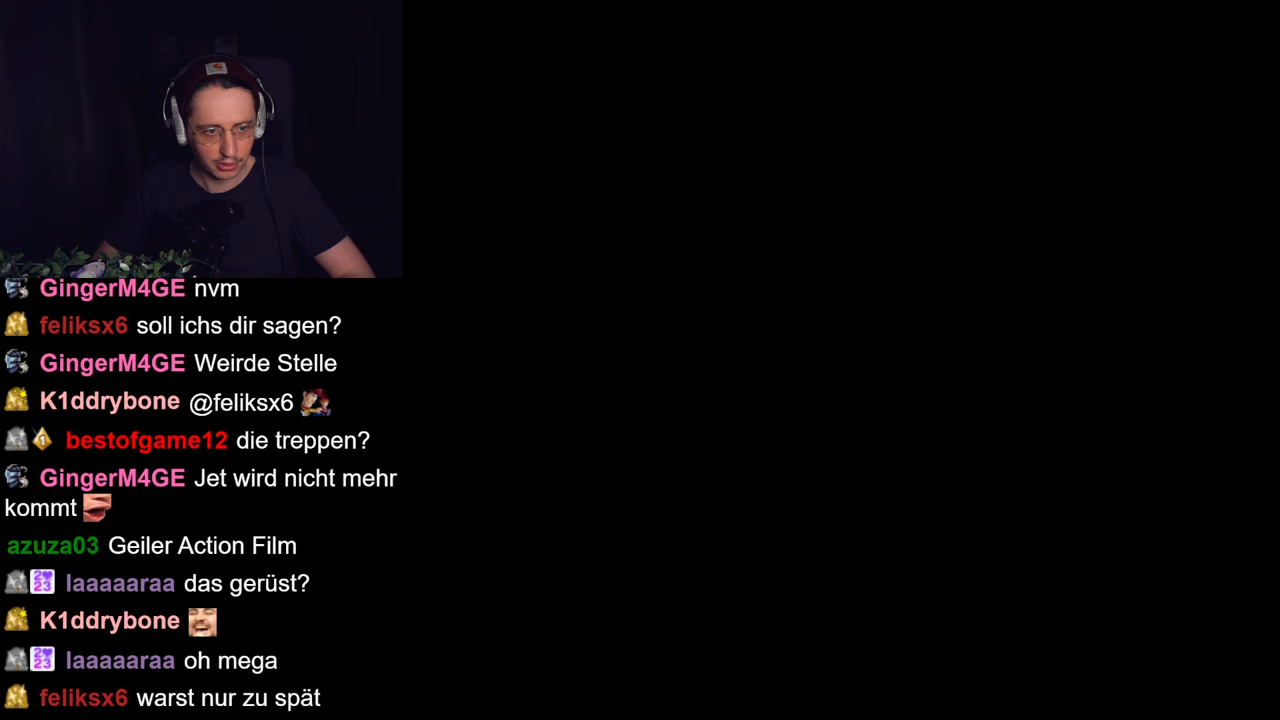 GingerM4GE nvm
feliksx6 soll ichs dir sagen?
GingerM4GE Weirde Stelle
K1ddrybone @feliksx6
bestofgame12 die treppen?
GingerM4GE Jet wird nicht mehr
kommt
azuza03 Geiler Action Film
laaaaaraa das gerüst?
K1ddrybone
laaaaaraa oh mega
feliksx6 warst nur zu spät